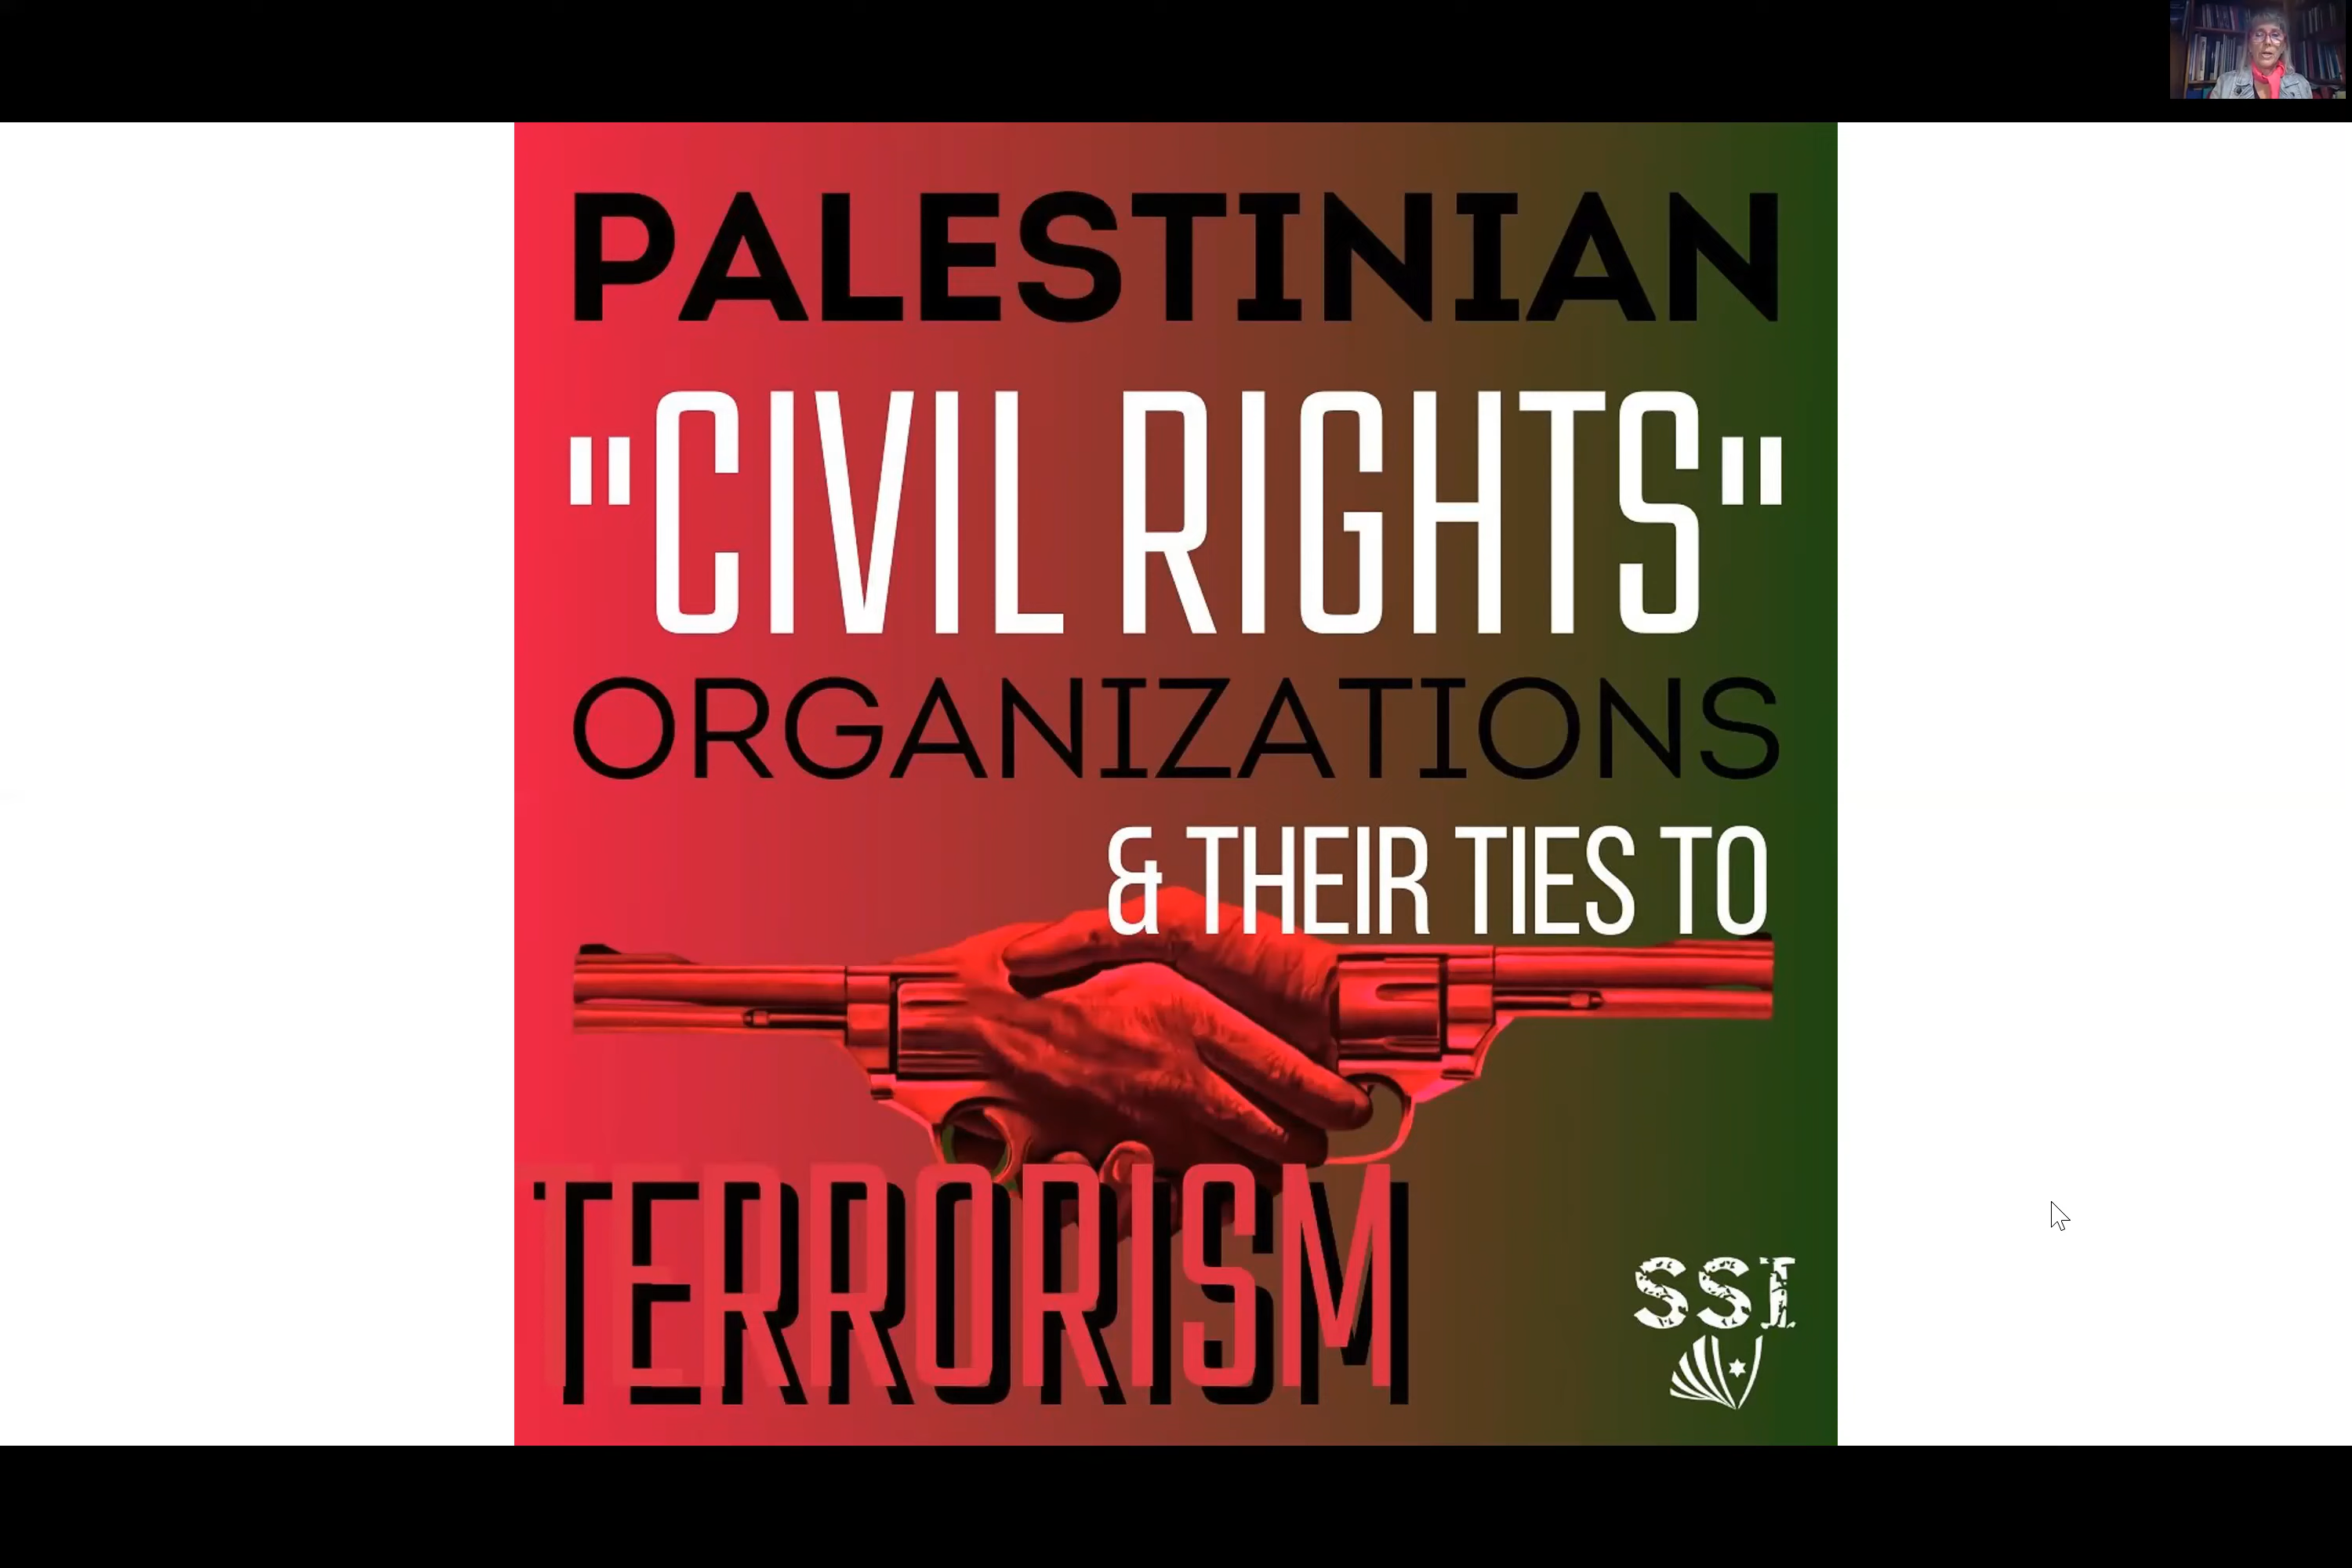 PALESTINIAN
"CIVIL RIGHTS"
ORGANIZATIONS
& THEIR TIES TO
TERRORISM
SSI